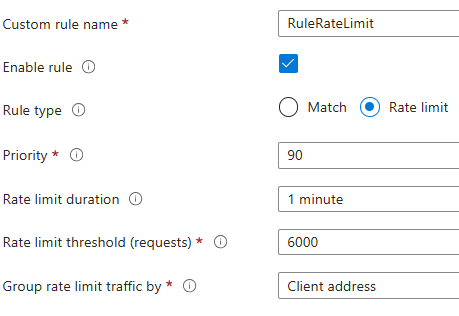 Custom rule name * RuleRateLimit
Enable rule
Rule type Match Rate limit
Priority * 90
Rate limit duration 1 minute
Rate limit threshold (requests) * 6000
Group rate limit traffic by * Client address